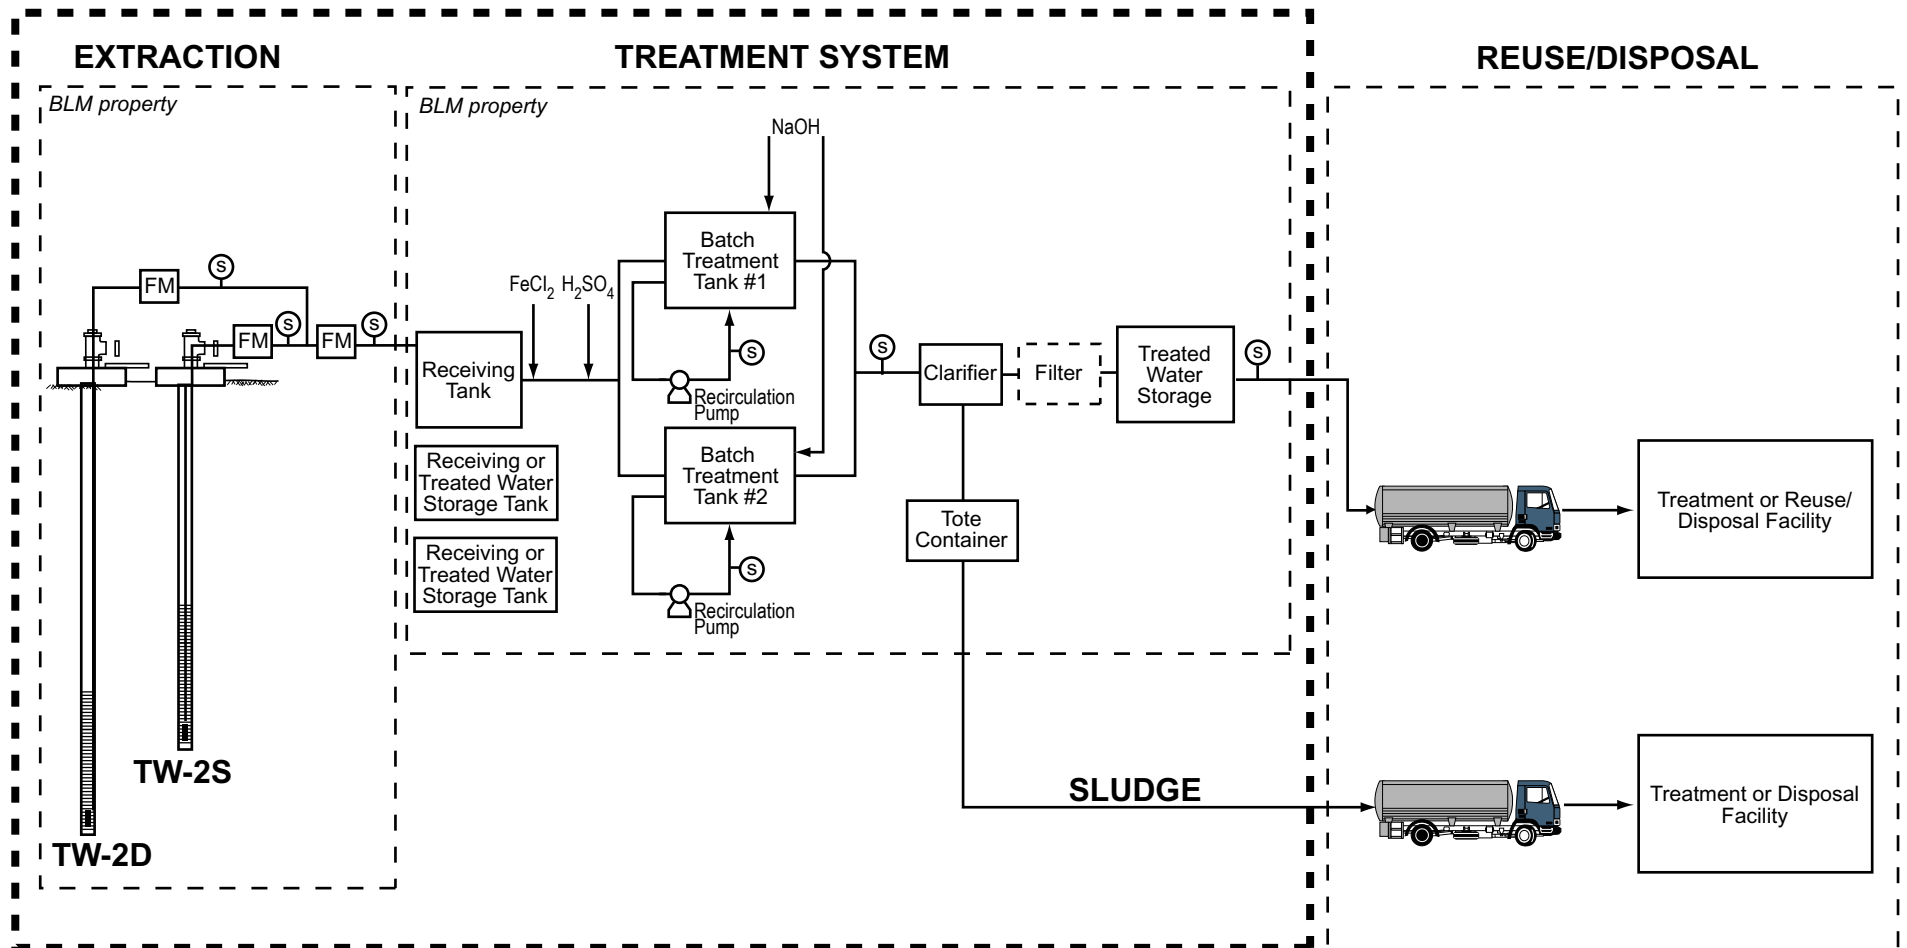 EXTRACTION
TREATMENT SYSTEM
REUSE/DISPOSAL
BLM property
BLM property
NaOH
FeCl₂ H₂SO₄
Batch
Treatment
Tank #1
S
FM
FM
S
FM
S
Receiving
Tank
S
Recirculation
Pump
S
Clarifier
Filter
Treated
Water
Storage
S
Receiving or
Treated Water
Storage Tank
Batch
Treatment
Tank #2
Receiving or
Treated Water
Storage Tank
S
Recirculation
Pump
Tote
Container
Treatment or Reuse/
Disposal Facility
TW-2S
TW-2D
SLUDGE
Treatment or Disposal
Facility